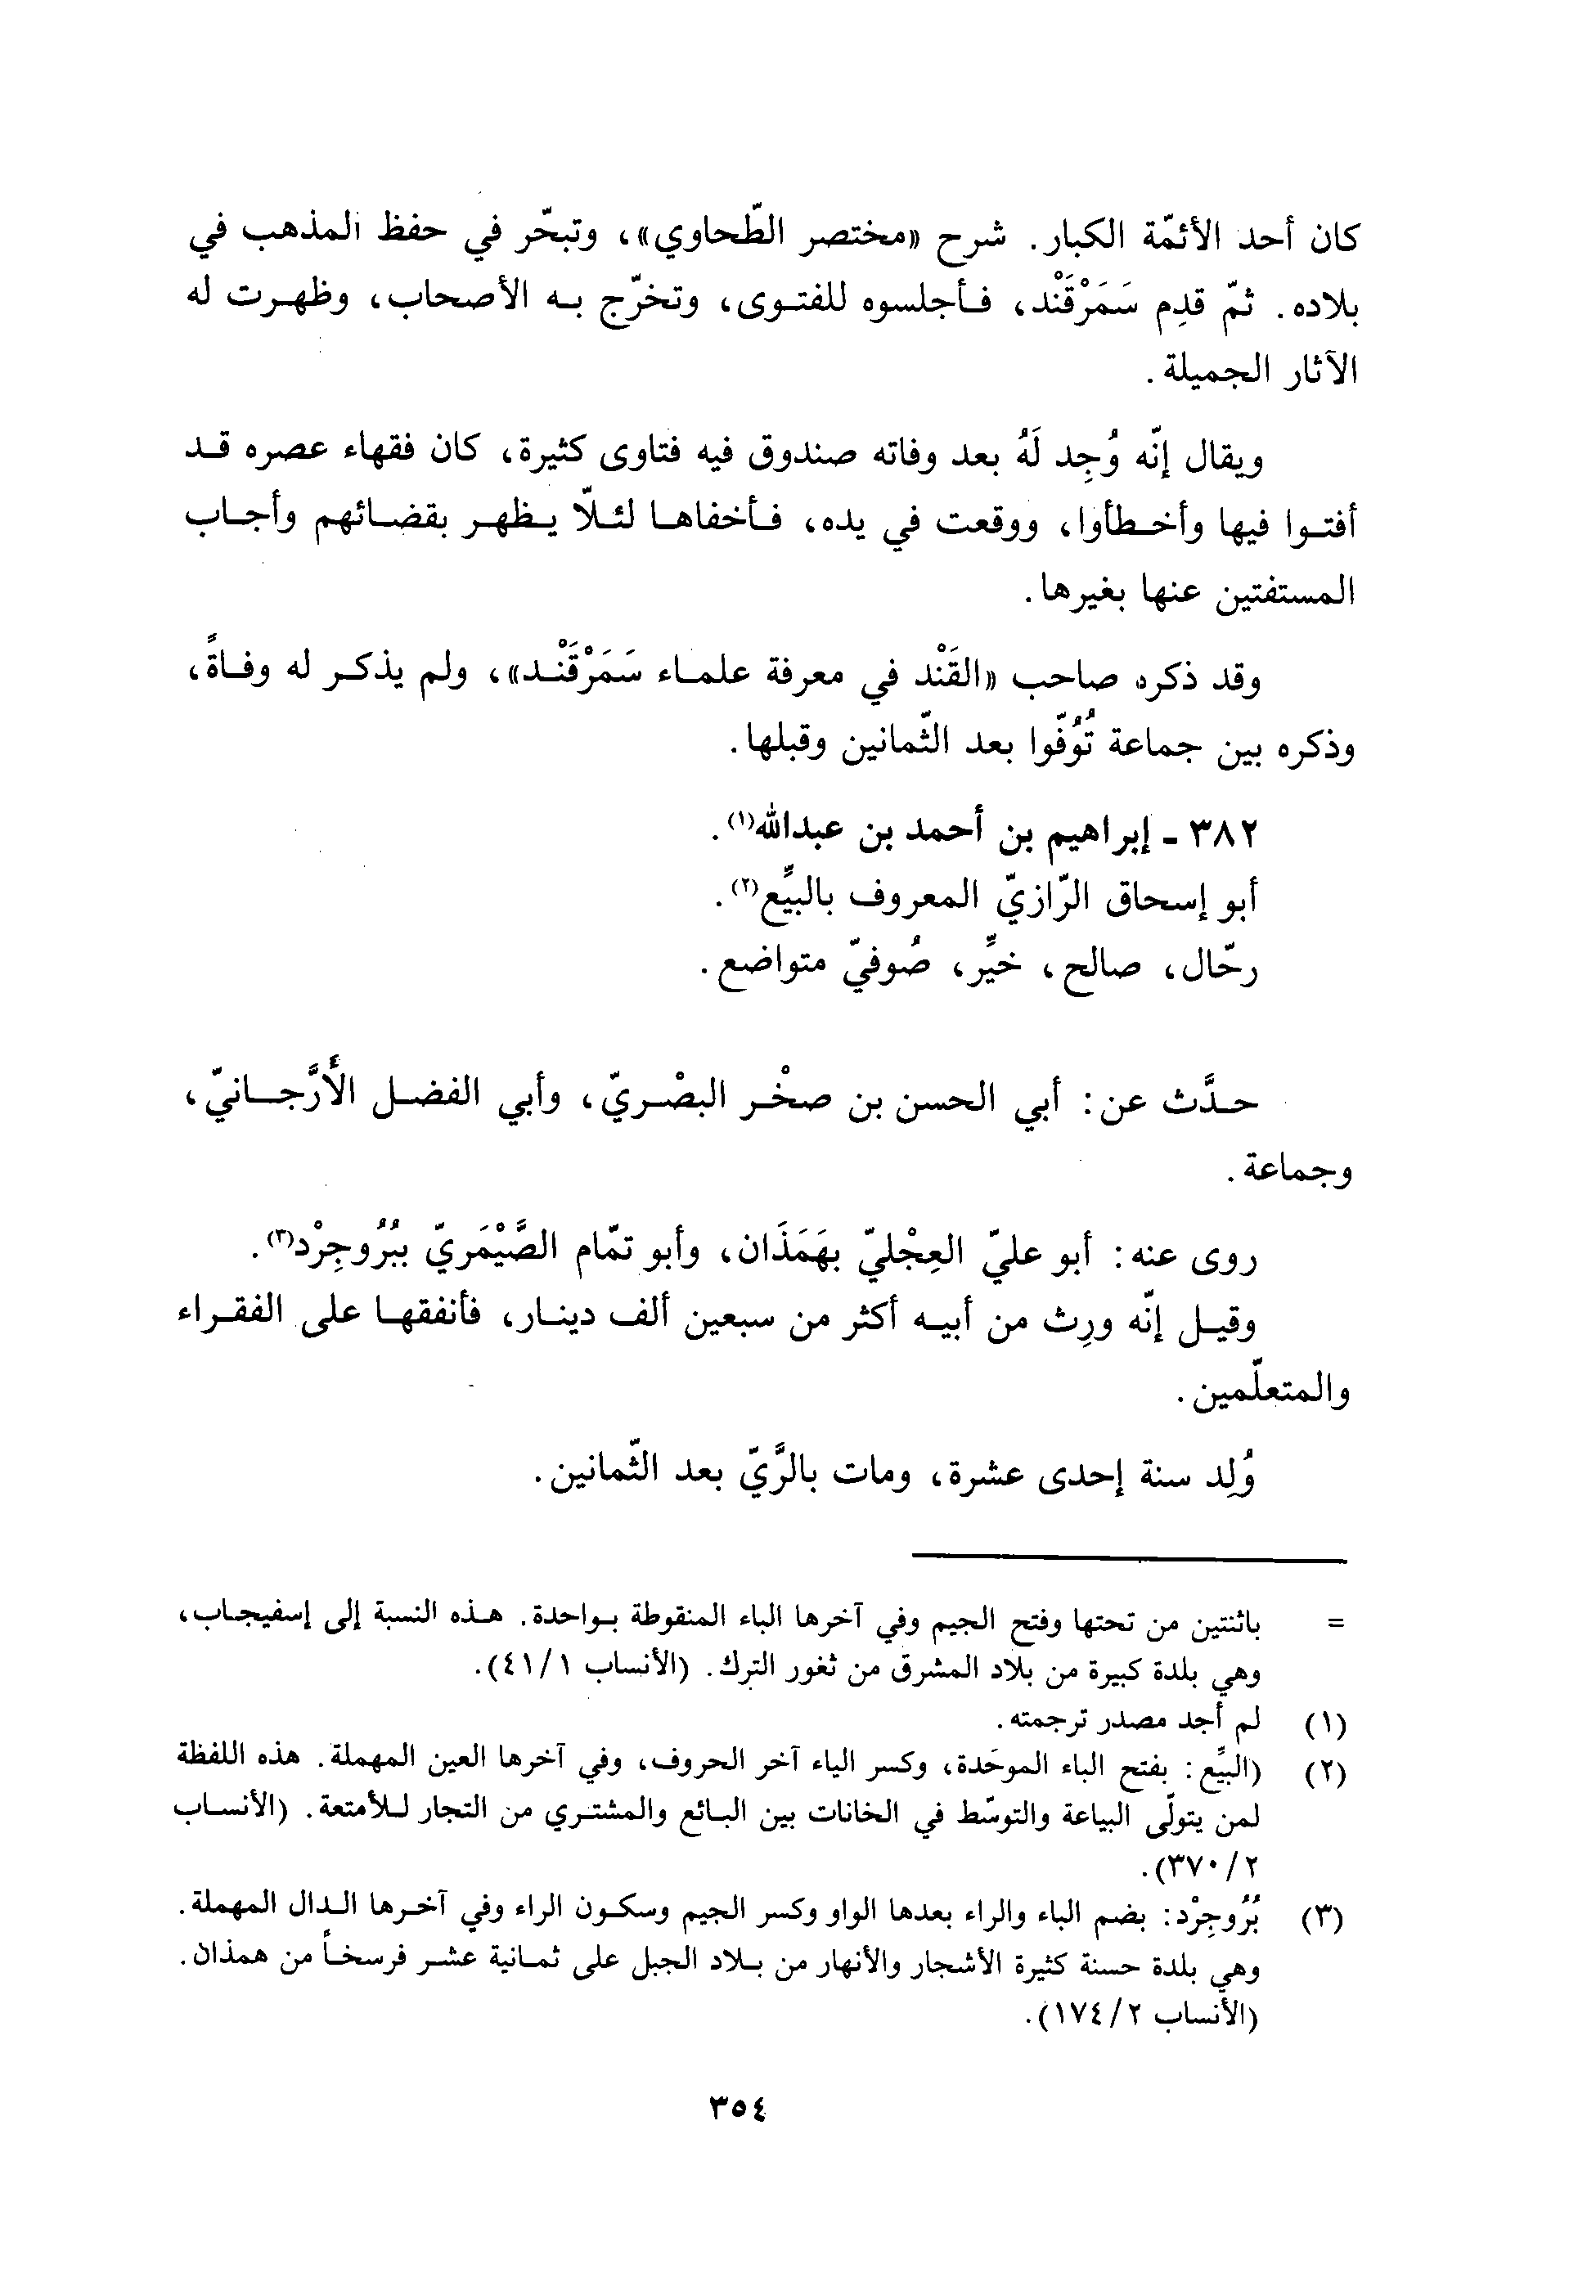 كان أحد الأئمّة الكبار. شرح «مختصر الطّحاوي»، وتبحّر في حفظ المذهب في
بلاده. ثمّ قدِم سَمَرْقَنْد، فأجلسوه للفتوى، وتخرّج به الأصحاب، وظهرت له
الآثار الجميلة.
ويقال إنّه وُجِد لَهُ بعد وفاته صندوق فيه فتاوى كثيرة، كان فقهاء عصره قد
أفتوا فيها وأخطأوا، ووقعت في يده، فأخفاها لئلّا يظهر بقضائهم وأجاب
المستفتين عنها بغيرها.
وقد ذكره صاحب «القَنْد في معرفة علماء سَمَرْقَنْد»، ولم يذكر له وفاةً،
وذكره بين جماعة تُوُفّوا بعد الثّمانين وقبلها.
٣٨٢ - إبراهيم بن أحمد بن عبدالله(١).
أبو إسحاق الرّازيّ المعروف بالبيِّع(٢).
رحّال، صالح، خيِّر، صُوفيّ متواضع.
حدَّث عن: أبي الحسن بن صخْر البصْريّ، وأبي الفضل الأَرَّجانيّ،
وجماعة.
روى عنه: أبو عليّ العِجْليّ بهَمَذَان، وأبو تمّام الصَّيْمَريّ ببُرُوجِرْد(٣).
وقيل إنّه ورِث من أبيه أكثر من سبعين ألف دينار، فأنفقها على الفقراء
والمتعلّمين.
وُلِد سنة إحدى عشرة، ومات بالرَّيّ بعد الثّمانين.
= باثنتين من تحتها وفتح الجيم وفي آخرها الباء المنقوطة بواحدة. هذه النسبة إلى إسفيجاب،
وهي بلدة كبيرة من بلاد المشرق من ثغور الترك. (الأنساب ٤١/١).
(١) لم أجد مصدر ترجمته.
(٢) (البيِّع: بفتح الباء الموحَدة، وكسر الياء آخر الحروف، وفي آخرها العين المهملة. هذه اللفظة
لمن يتولّى البياعة والتوسّط في الخانات بين البائع والمشتري من التجار للأمتعة. (الأنساب
٣٧٠/٢).
(٣) بُرُوجِرْد: بضم الباء والراء بعدها الواو وكسر الجيم وسكون الراء وفي آخرها الدال المهملة.
وهي بلدة حسنة كثيرة الأشجار والأنهار من بلاد الجبل على ثمانية عشر فرسخاً من همذان.
(الأنساب ١٧٤/٢).
٣٥٤